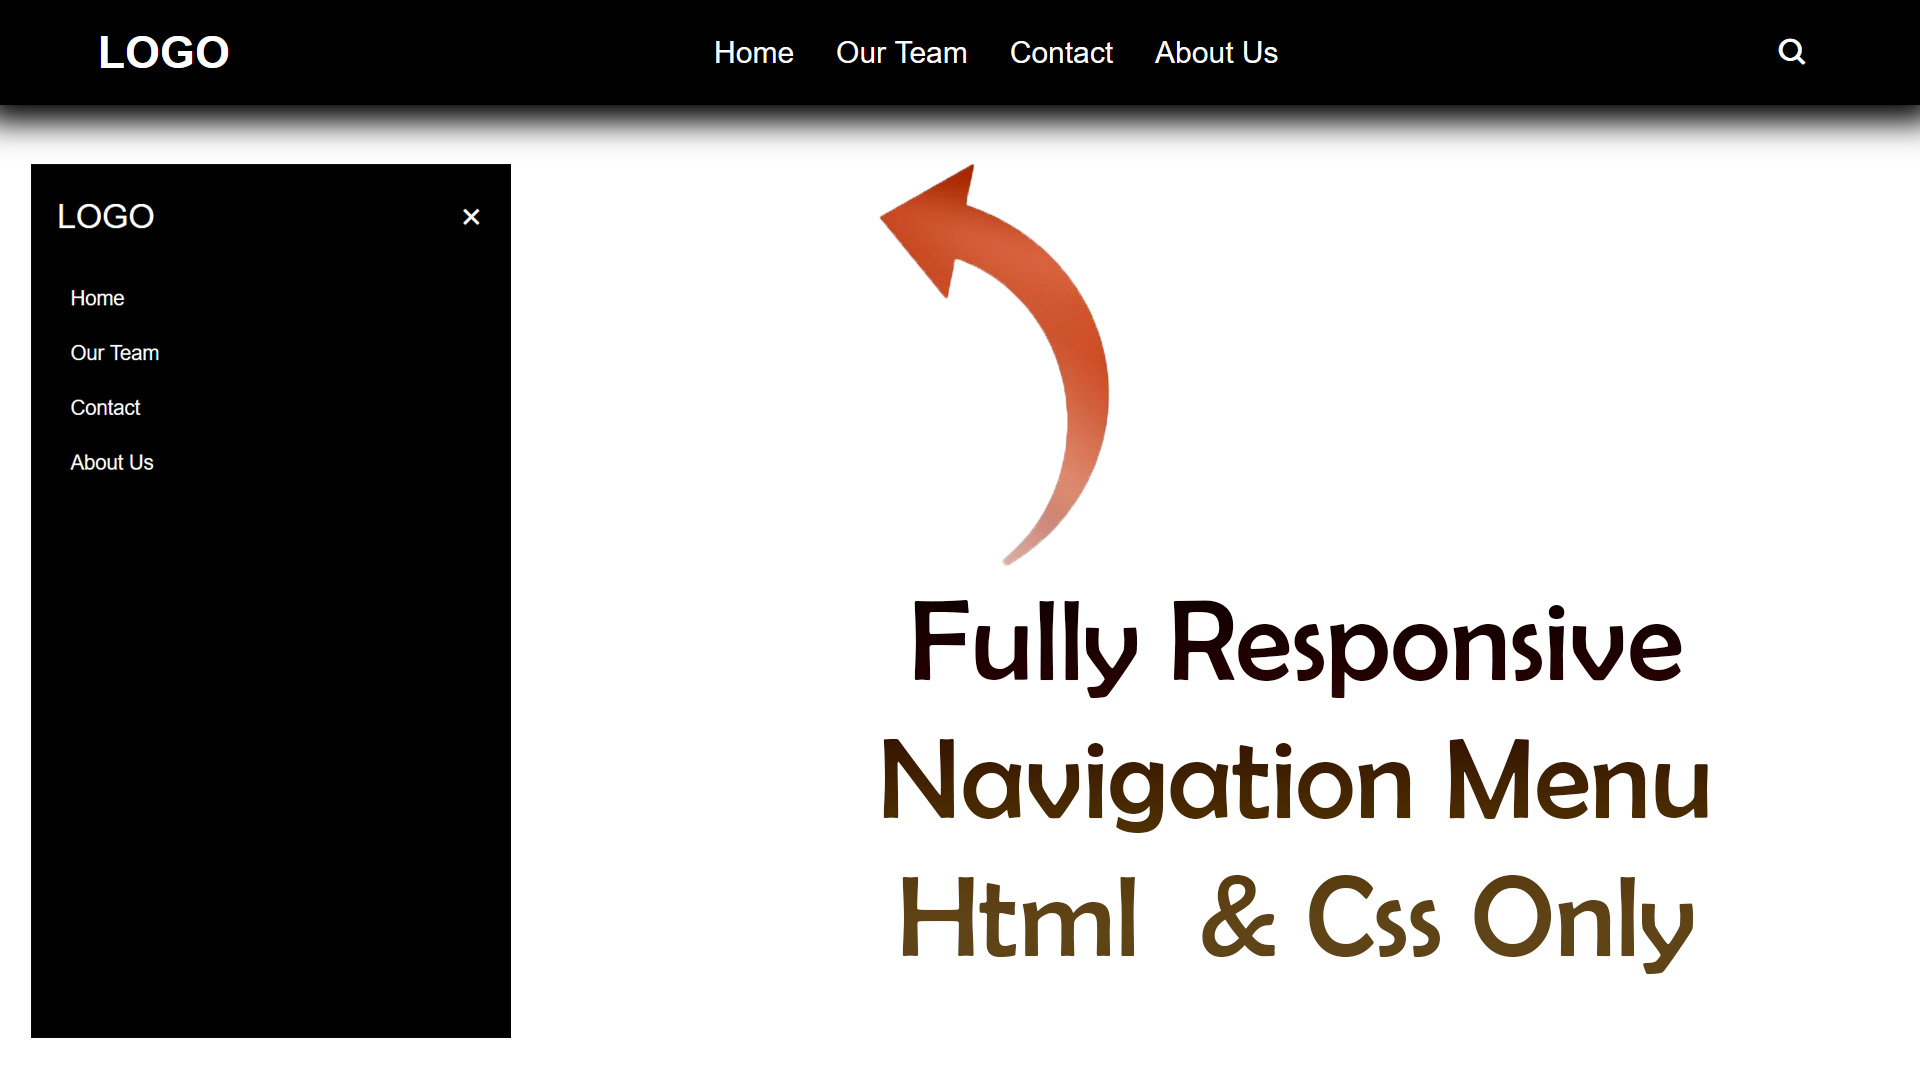 LOGO Home Our Team Contact About Us
LOGO ×
Home
Our Team
Contact
About Us
Fully Responsive
Navigation Menu
Html & Css Only